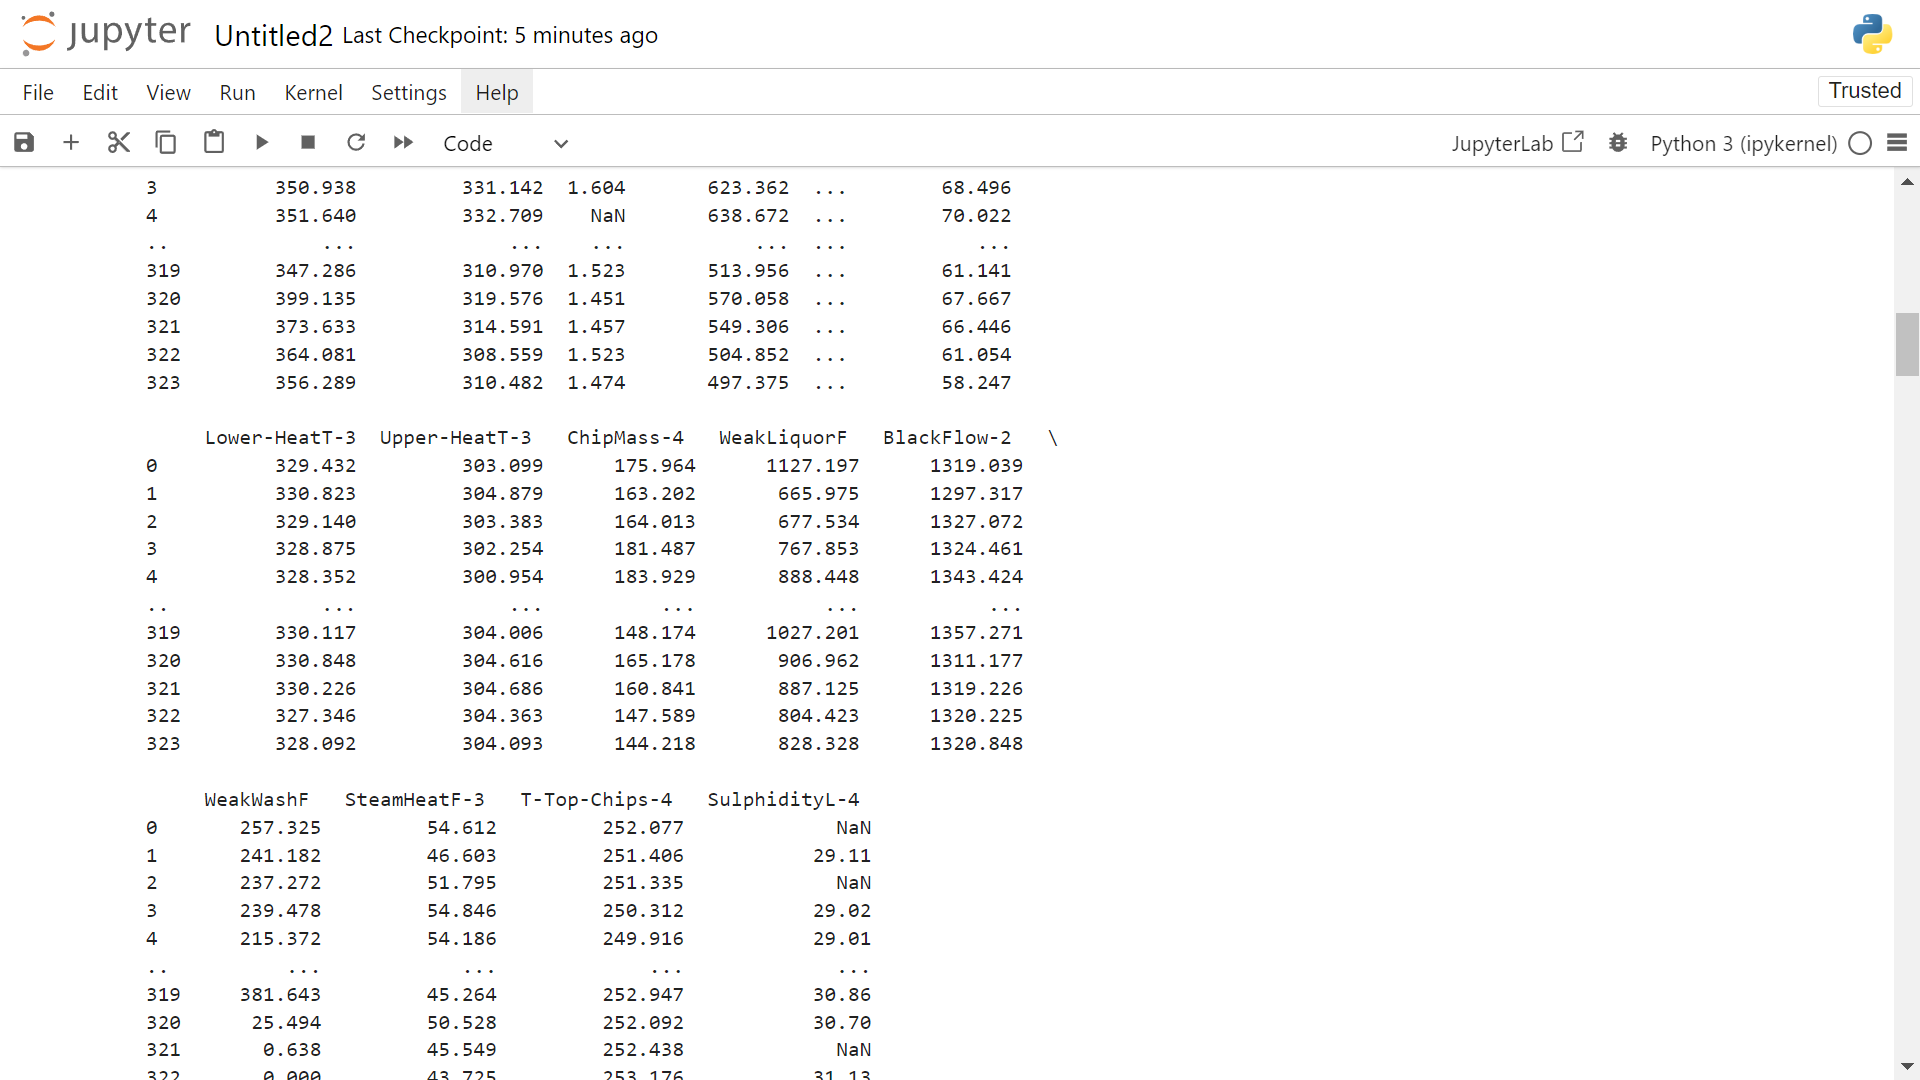 jupyter Untitled2 Last Checkpoint: 5 minutes ago
File Edit View Run Kernel Settings Help Trusted
Code JupyterLab Python 3 (ipykernel)
3 350.938 331.142 1.604 623.362 ... 68.496
4 351.640 332.709 NaN 638.672 ... 70.022
.. ... ... ... ... ... ...
319 347.286 310.970 1.523 513.956 ... 61.141
320 399.135 319.576 1.451 570.058 ... 67.667
321 373.633 314.591 1.457 549.306 ... 66.446
322 364.081 308.559 1.523 504.852 ... 61.054
323 356.289 310.482 1.474 497.375 ... 58.247
Lower-HeatT-3 Upper-HeatT-3 ChipMass-4 WeakLiquorF BlackFlow-2 \
0 329.432 303.099 175.964 1127.197 1319.039
1 330.823 304.879 163.202 665.975 1297.317
2 329.140 303.383 164.013 677.534 1327.072
3 328.875 302.254 181.487 767.853 1324.461
4 328.352 300.954 183.929 888.448 1343.424
.. ... ... ... ... ...
319 330.117 304.006 148.174 1027.201 1357.271
320 330.848 304.616 165.178 906.962 1311.177
321 330.226 304.686 160.841 887.125 1319.226
322 327.346 304.363 147.589 804.423 1320.225
323 328.092 304.093 144.218 828.328 1320.848
WeakWashF SteamHeatF-3 T-Top-Chips-4 SulphidityL-4
0 257.325 54.612 252.077 NaN
1 241.182 46.603 251.406 29.11
2 237.272 51.795 251.335 NaN
3 239.478 54.846 250.312 29.02
4 215.372 54.186 249.916 29.01
.. ... ... ... ...
319 381.643 45.264 252.947 30.86
320 25.494 50.528 252.092 30.70
321 0.638 45.549 252.438 NaN
322 0.000 43.725 253.176 31.13